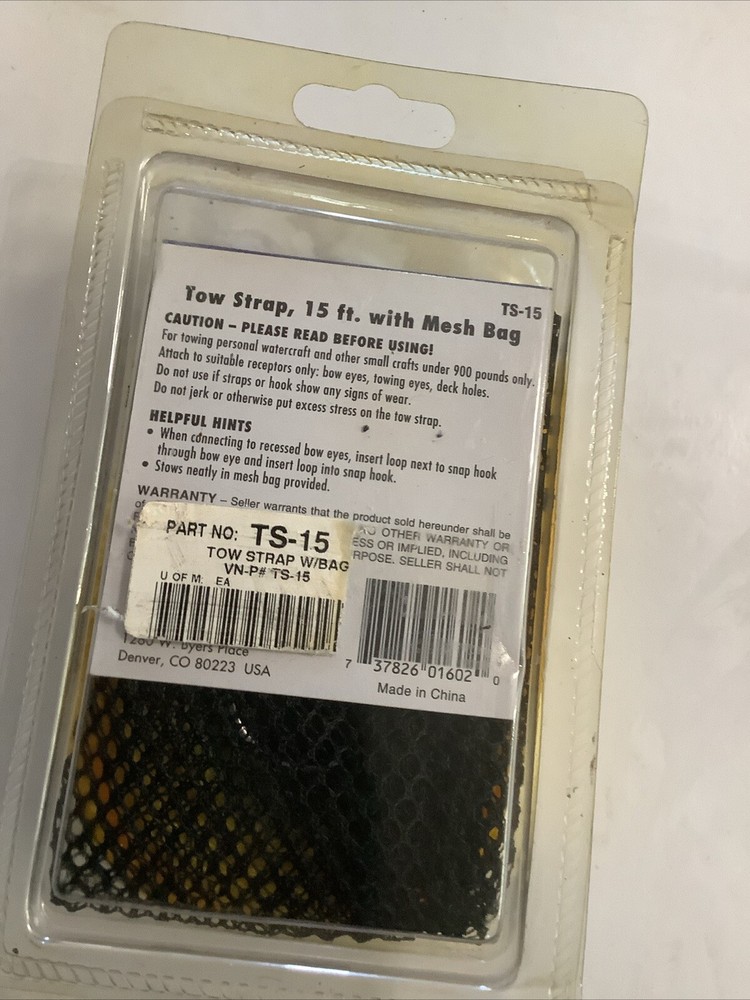 TS-15
Tow Strap, 15 ft. with Mesh Bag
CAUTION – PLEASE READ BEFORE USING!
For towing personal watercraft and other small crafts under 900 pounds only.
Attach to suitable receptors only: bow eyes, towing eyes, deck holes.
Do not use if straps or hook show any signs of wear.
Do not jerk or otherwise put excess stress on the tow strap.
HELPFUL HINTS
• When connecting to recessed bow eyes, insert loop next to snap hook
through bow eye and insert loop into snap hook.
• Stows neatly in mesh bag provided.
WARRANTY – Seller warrants that the product sold hereunder shall be
OTHER WARRANTY OR
ESS OR IMPLIED, INCLUDING
RPOSE. SELLER SHALL NOT
PART NO: TS-15
TOW STRAP W/BAG
VN-P# TS-15
U OF M: EA
1280 W. Byers Place
Denver, CO 80223 USA
7 37826 01602 0
Made in China